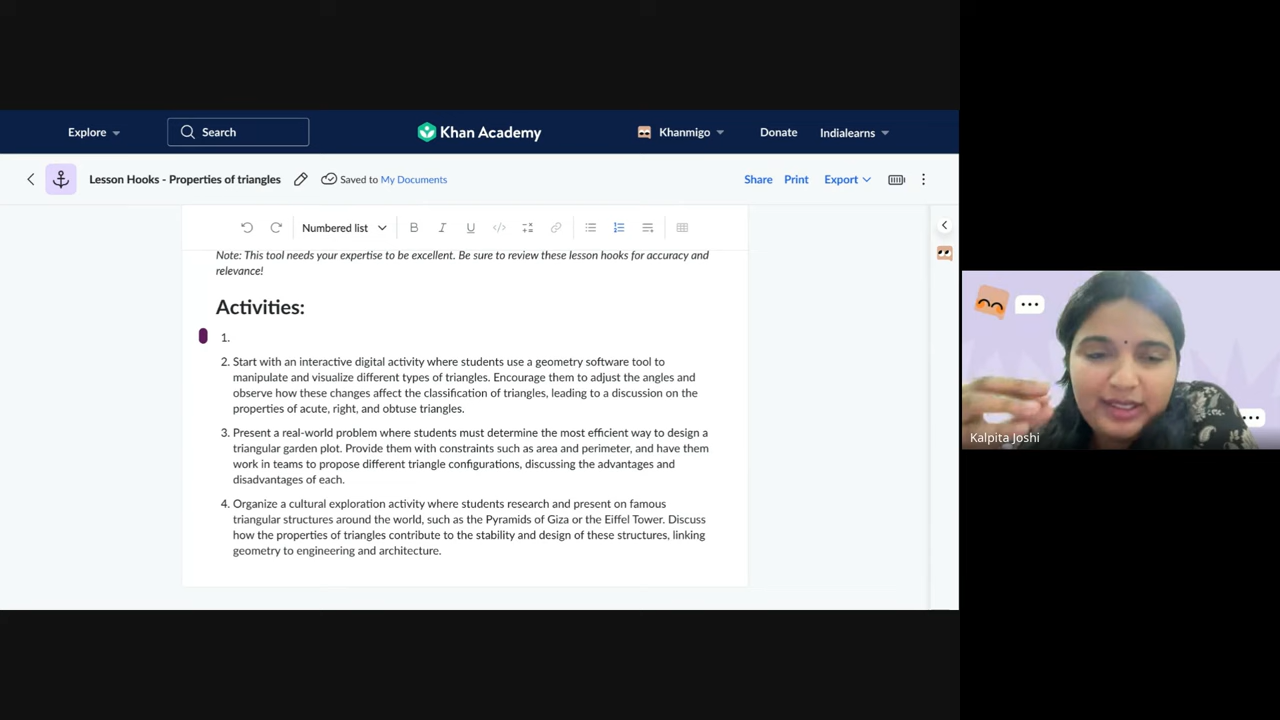 Explore
Search
Khan Academy
Khanmigo
Donate
Indialearns
Lesson Hooks - Properties of triangles
Saved to My Documents
Share
Print
Export
Numbered list
B
I
U
Note: This tool needs your expertise to be excellent. Be sure to review these lesson hooks for accuracy and
relevance!
Activities:
1.
2. Start with an interactive digital activity where students use a geometry software tool to
manipulate and visualize different types of triangles. Encourage them to adjust the angles and
observe how these changes affect the classification of triangles, leading to a discussion on the
properties of acute, right, and obtuse triangles.
3. Present a real-world problem where students must determine the most efficient way to design a
triangular garden plot. Provide them with constraints such as area and perimeter, and have them
work in teams to propose different triangle configurations, discussing the advantages and
disadvantages of each.
4. Organize a cultural exploration activity where students research and present on famous
triangular structures around the world, such as the Pyramids of Giza or the Eiffel Tower. Discuss
how the properties of triangles contribute to the stability and design of these structures, linking
geometry to engineering and architecture.
Kalpita Joshi